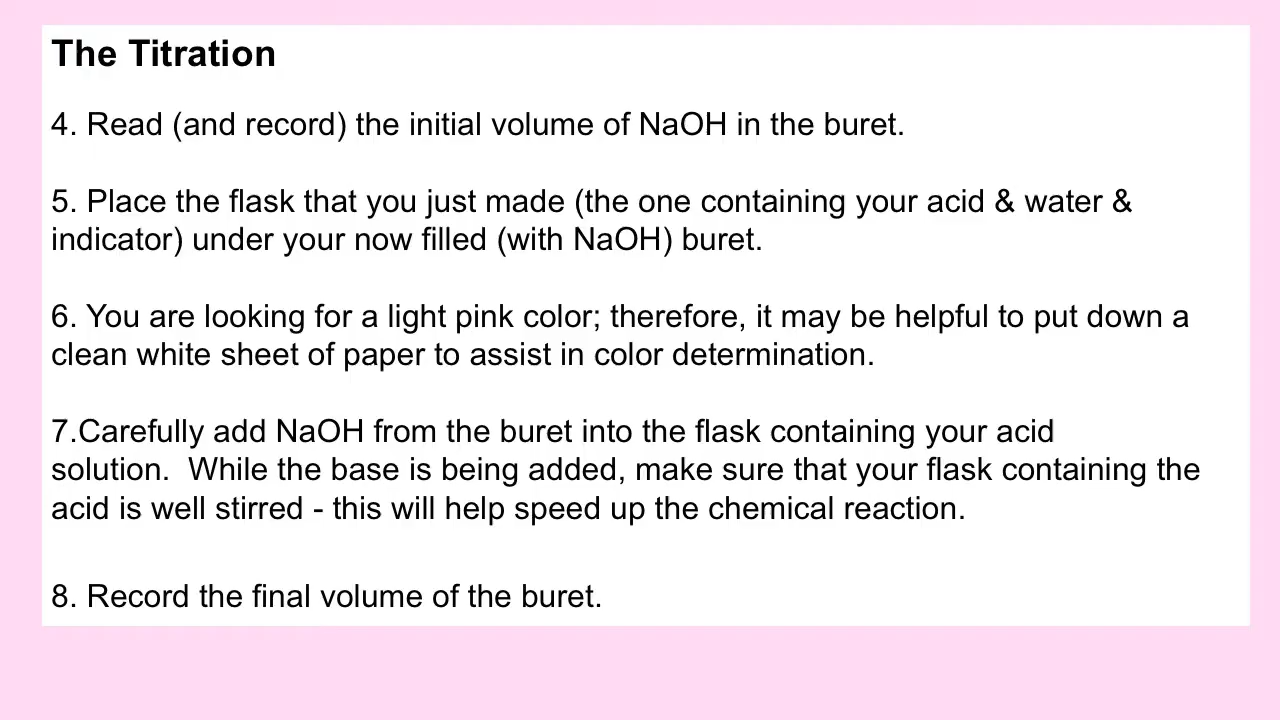 The Titration
4. Read (and record) the initial volume of NaOH in the buret.
5. Place the flask that you just made (the one containing your acid & water &
indicator) under your now filled (with NaOH) buret.
6. You are looking for a light pink color; therefore, it may be helpful to put down a
clean white sheet of paper to assist in color determination.
7.Carefully add NaOH from the buret into the flask containing your acid
solution.  While the base is being added, make sure that your flask containing the
acid is well stirred - this will help speed up the chemical reaction.
8. Record the final volume of the buret.